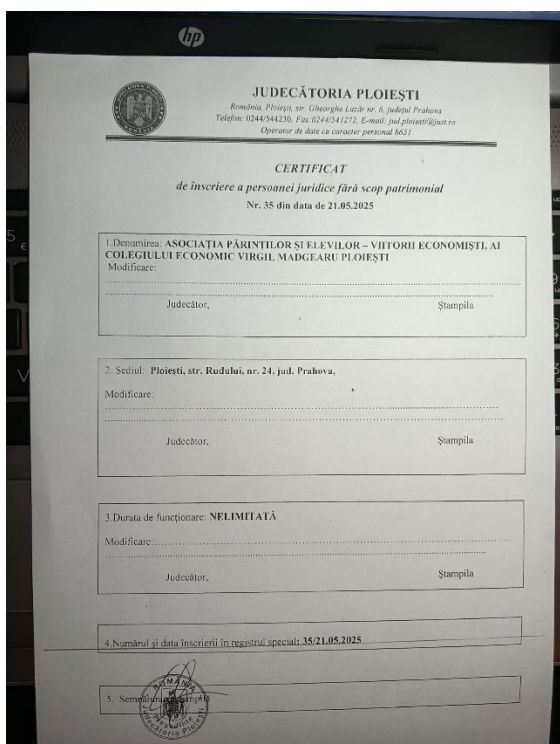 hp
JUDECĂTORIA PLOIEȘTI
România, Ploiești, str. Gheorghe Lazăr nr. 6, județul Prahova
Telefon: 0244/544230, Fax:0244/541272, E-mail: jud.ploiesti@just.ro
Operator de date cu caracter personal 8651
CERTIFICAT
de înscriere a persoanei juridice fără scop patrimonial
Nr. 35 din data de 21.05.2025
1.Denumirea: ASOCIAȚIA PĂRINȚILOR ȘI ELEVILOR – VIITORII ECONOMIȘTI, AI
COLEGIULUI ECONOMIC VIRGIL MADGEARU PLOIEȘTI
Modificare:
Judecător, Ștampila
2. Sediul: Ploiești, str. Rudului, nr. 24, jud. Prahova,
Modificare:
Judecător, Ștampila
3.Durata de funcționare: NELIMITATĂ
Modificare:
Judecător, Ștampila
4.Numărul și data înscrierii în registrul special: 35/21.05.2025
5. Semnătura
ROMÂNIA
Președinte
Judecătoria Ploiești